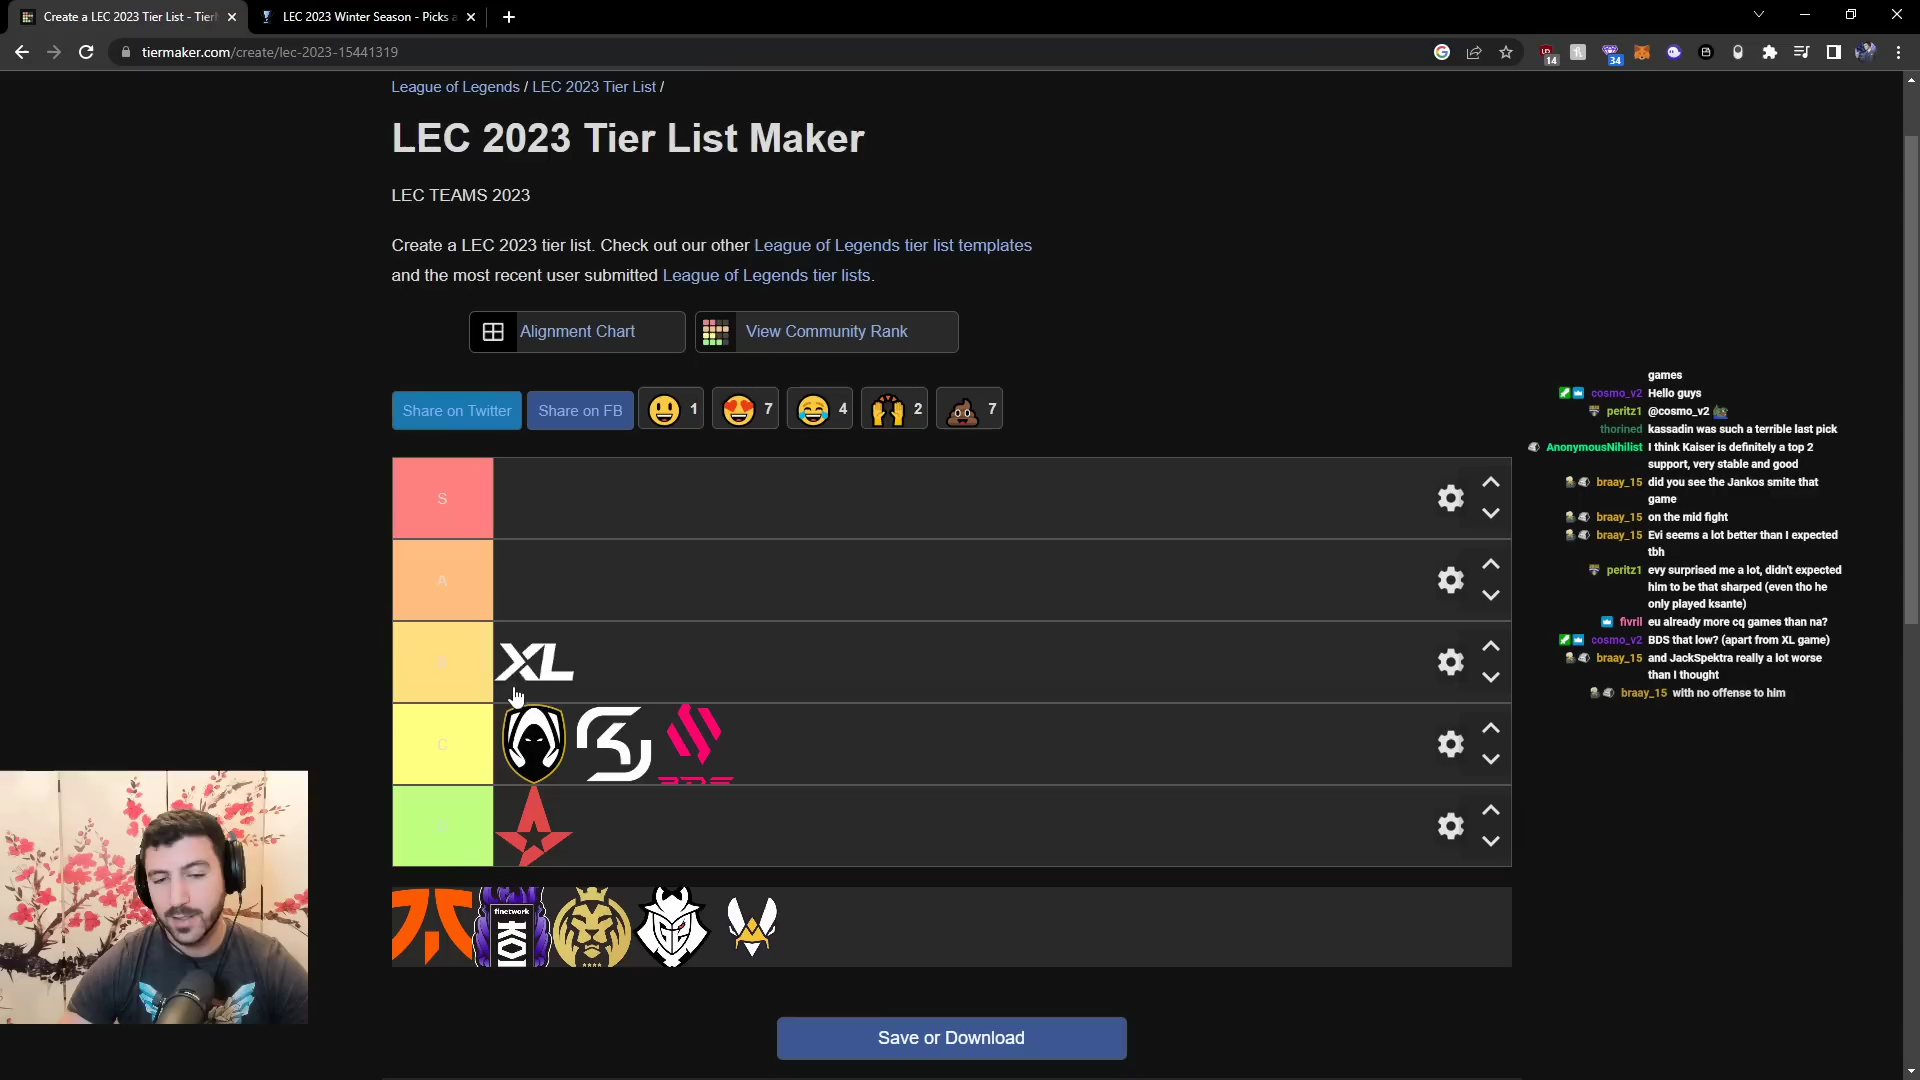 Create a LEC 2023 Tier List - Tier
LEC 2023 Winter Season - Picks a
tiermaker.com/create/lec-2023-15441319
14
34
League of Legends / LEC 2023 Tier List /
LEC 2023 Tier List Maker
LEC TEAMS 2023
Create a LEC 2023 tier list. Check out our other League of Legends tier list templates
and the most recent user submitted League of Legends tier lists.
Alignment Chart
View Community Rank
Share on Twitter
Share on FB
1
7
4
2
7
S
A
B
XL
C
SK
BDS
D
finetwork
KOI
G2
Save or Download
games
cosmo_v2 Hello guys
peritz1 @cosmo_v2
thorined kassadin was such a terrible last pick
AnonymousNihilist I think Kaiser is definitely a top 2
support, very stable and good
braay_15 did you see the Jankos smite that
game
braay_15 on the mid fight
braay_15 Evi seems a lot better than I expected
tbh
peritz1 evy surprised me a lot, didn't expected
him to be that sharped (even tho he
only played ksante)
fivril eu already more cq games than na?
cosmo_v2 BDS that low? (apart from XL game)
braay_15 and JackSpektra really a lot worse
than I thought
braay_15 with no offense to him